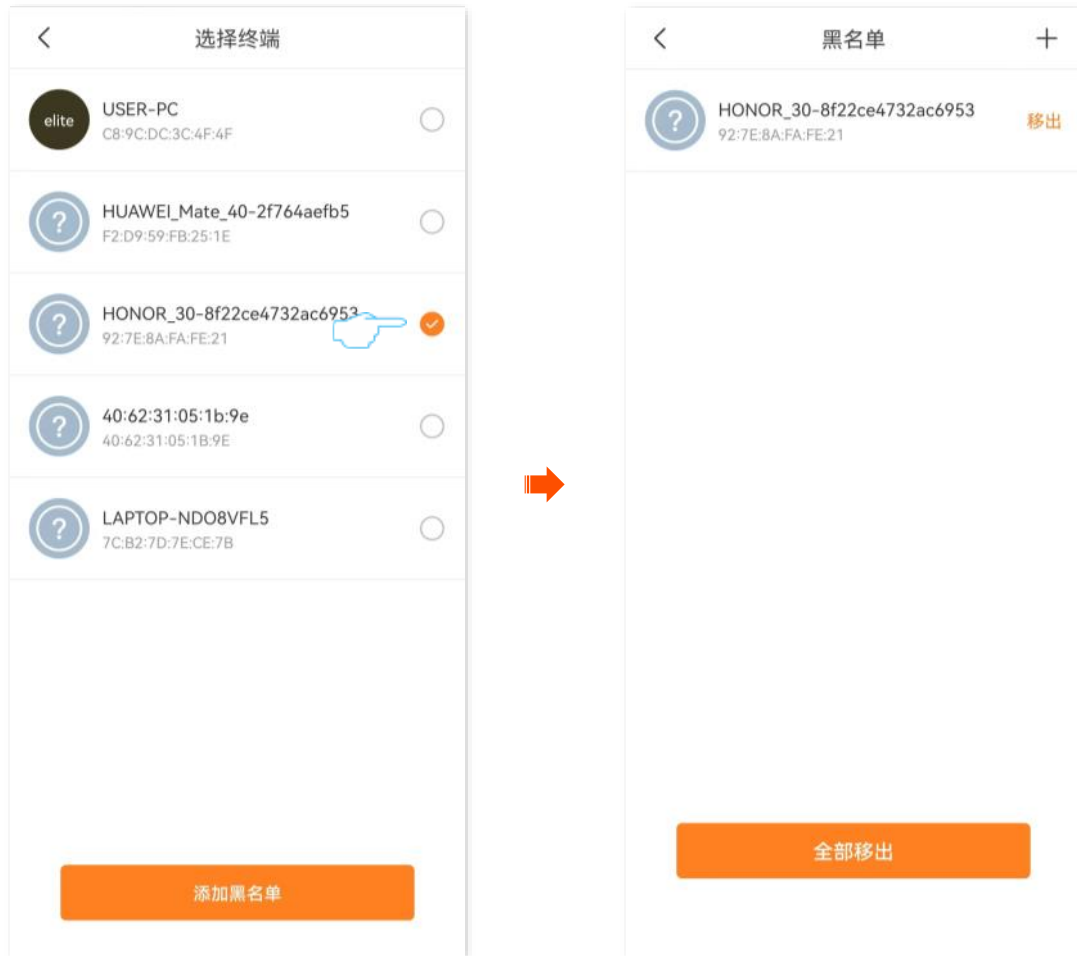 选择终端
elite
USER-PC
C8:9C:DC:3C:4F:4F
HUAWEI_Mate_40-2f764aefb5
F2:D9:59:FB:25:1E
HONOR_30-8f22ce4732ac6953
92:7E:8A:FA:FE:21
40:62:31:05:1b:9e
40:62:31:05:1B:9E
LAPTOP-NDO8VFL5
7C:B2:7D:7E:CE:7B
添加黑名单
黑名单
HONOR_30-8f22ce4732ac6953
92:7E:8A:FA:FE:21
移出
全部移出